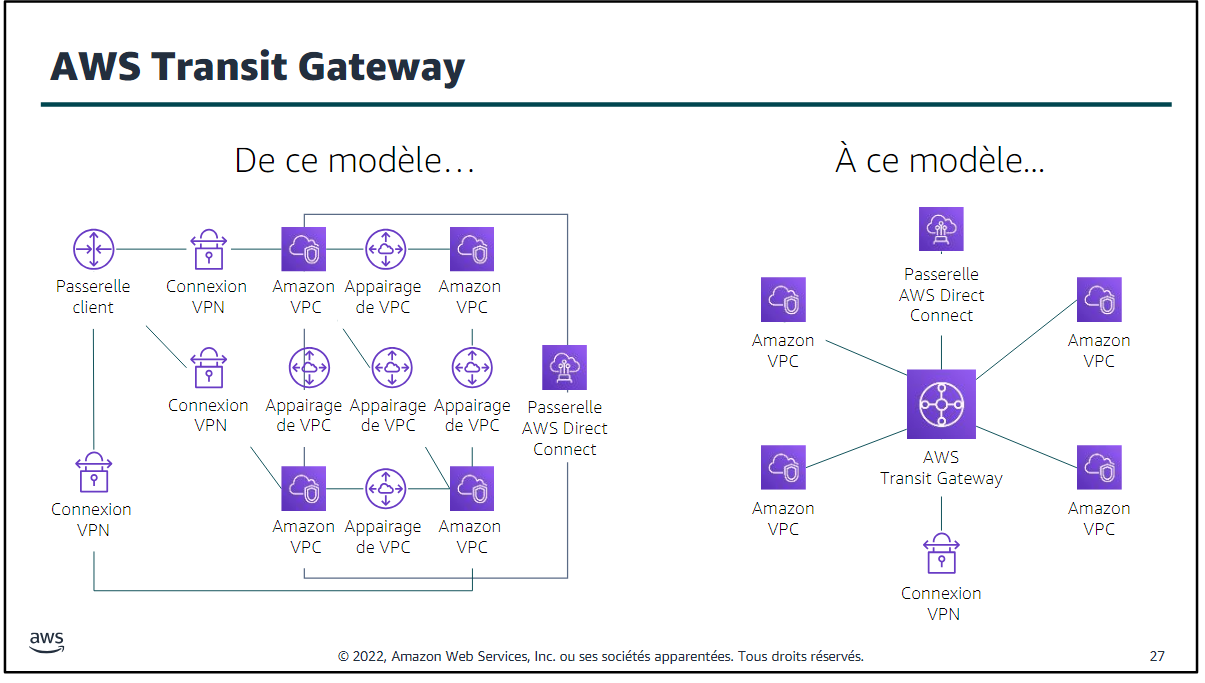 AWS Transit Gateway
De ce modèle…
Passerelle
client
Connexion
VPN
Amazon
VPC
Appairage
de VPC
Amazon
VPC
Connexion
VPN
Appairage
de VPC
Appairage
de VPC
Appairage
de VPC
Passerelle
AWS Direct
Connect
Connexion
VPN
Amazon
VPC
Appairage
de VPC
Amazon
VPC
À ce modèle...
Passerelle
AWS Direct
Connect
Amazon
VPC
Amazon
VPC
AWS
Transit Gateway
Amazon
VPC
Amazon
VPC
Connexion
VPN
aws
© 2022, Amazon Web Services, Inc. ou ses sociétés apparentées. Tous droits réservés.
27